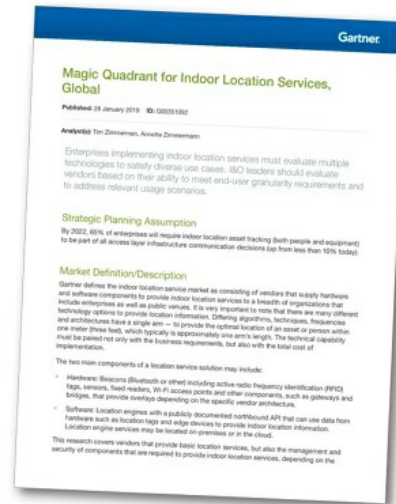 Gartner
Magic Quadrant for Indoor Location Services,
Global
Published: 28 January 2019 ID: G00351092
Analyst(s): Tim Zimmerman, Annette Zimmermann
Enterprises implementing indoor location services must evaluate multiple
technologies to satisfy diverse use cases. I&O leaders should evaluate
vendors based on their ability to meet end-user granularity requirements and
to address relevant usage scenarios.
Strategic Planning Assumption
By 2022, 66% of enterprises will require indoor location asset tracking (both people and equipment)
to be part of all access layer infrastructure communication decisions (up from less than 10% today).
Market Definition/Description
Gartner defines the indoor location service market as consisting of vendors that supply hardware
and software components to provide indoor location services to a breadth of organizations that
include enterprises as well as public venues. It is very important to note that there are many different
technology options to provide location information. Differing algorithms, techniques, frequencies
and architectures have a single aim — to provide the optimal location of an asset or person within
one meter (three feet), which typically is approximately one arm's length. The technical capability
must be paired not only with the business requirements, but also with the total cost of
implementation.
The two main components of a location service solution may include:
• Hardware: Beacons (Bluetooth or other) including active radio frequency identification (RFID)
tags, sensors, fixed readers, Wi-Fi access points and other components, such as gateways and
bridges, that provide overlays depending on the specific vendor architecture.
• Software: Location engines with a publicly documented northbound API that can use data from
hardware such as location tags and edge devices to provide indoor location information.
Location engine services may be located on-premises or in the cloud.
This research covers vendors that provide basic location services, but also the management and
security of components that are required to provide indoor location services, depending on the